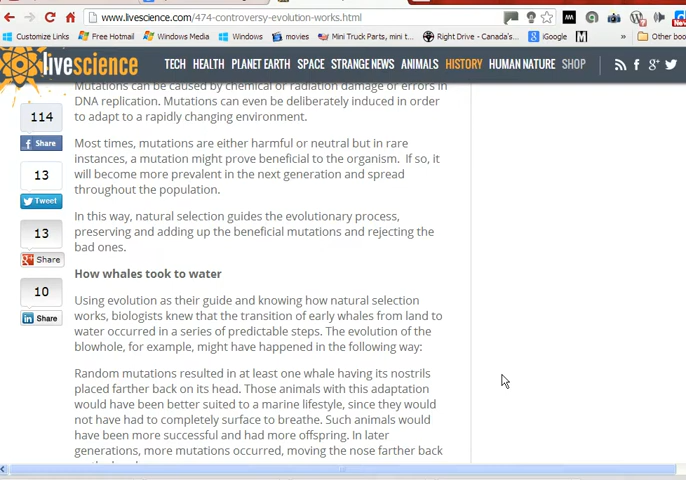 www.livescience.com/474-controversy-evolution-works.html
Customize Links Free Hotmail Windows Media Windows Music Mini Truck Parts, mini t... Right Drive - Canada's... iGoogle » Other boo
livescience TECH HEALTH PLANET EARTH SPACE STRANGE NEWS ANIMALS HISTORY HUMAN NATURE SHOP
Mutations can be caused by chemical or radiation damage or errors in
DNA replication. Mutations can even be deliberately induced in order
to adapt to a rapidly changing environment.
114
Share
Most times, mutations are either harmful or neutral but in rare
instances, a mutation might prove beneficial to the organism. If so, it
will become more prevalent in the next generation and spread
throughout the population.
13
Tweet
In this way, natural selection guides the evolutionary process,
preserving and adding up the beneficial mutations and rejecting the
bad ones.
13
Share
How whales took to water
10
Share
Using evolution as their guide and knowing how natural selection
works, biologists knew that the transition of early whales from land to
water occurred in a series of predictable steps. The evolution of the
blowhole, for example, might have happened in the following way:
Random mutations resulted in at least one whale having its nostrils
placed farther back on its head. Those animals with this adaptation
would have been better suited to a marine lifestyle, since they would
not have had to completely surface to breathe. Such animals would
have been more successful and had more offspring. In later
generations, more mutations occurred, moving the nose farther back